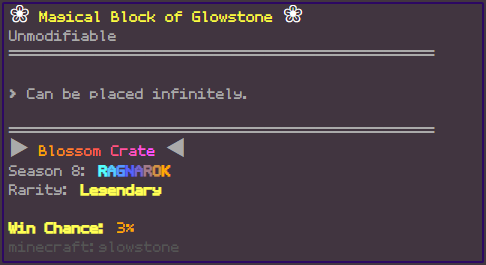 ❀ Magical Block of Glowstone ❀
Unmodifiable
> Can be placed infinitely.
▶ Blossom Crate ◀
Season 8: RAGNAROK
Rarity: Legendary
Win Chance: 3%
minecraft:glowstone